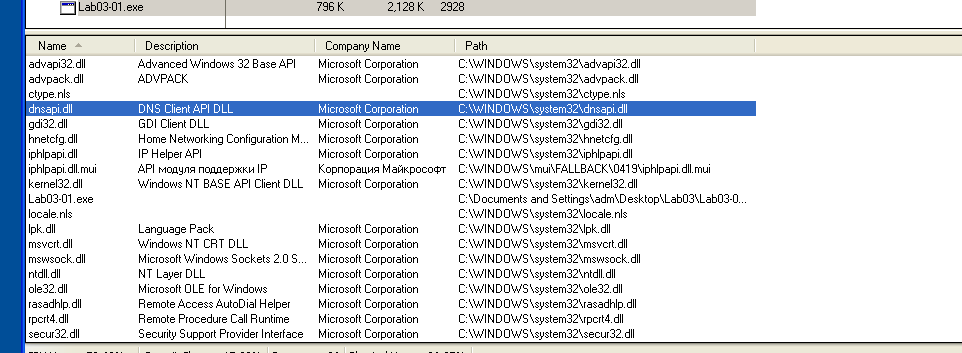 Lab03-01.exe 796 K 2,128 K 2928
Name Description Company Name Path
advapi32.dll Advanced Windows 32 Base API Microsoft Corporation C:\WINDOWS\system32\advapi32.dll
advpack.dll ADVPACK Microsoft Corporation C:\WINDOWS\system32\advpack.dll
ctype.nls C:\WINDOWS\system32\ctype.nls
dnsapi.dll DNS Client API DLL Microsoft Corporation C:\WINDOWS\system32\dnsapi.dll
gdi32.dll GDI Client DLL Microsoft Corporation C:\WINDOWS\system32\gdi32.dll
hnetcfg.dll Home Networking Configuration M... Microsoft Corporation C:\WINDOWS\system32\hnetcfg.dll
iphlpapi.dll IP Helper API Microsoft Corporation C:\WINDOWS\system32\iphlpapi.dll
iphlpapi.dll.mui API модуля поддержки IP Корпорация Майкрософт C:\WINDOWS\mui\FALLBACK\0419\iphlpapi.dll.mui
kernel32.dll Windows NT BASE API Client DLL Microsoft Corporation C:\WINDOWS\system32\kernel32.dll
Lab03-01.exe C:\Documents and Settings\adm\Desktop\Lab03\Lab03-0...
locale.nls C:\WINDOWS\system32\locale.nls
lpk.dll Language Pack Microsoft Corporation C:\WINDOWS\system32\lpk.dll
msvcrt.dll Windows NT CRT DLL Microsoft Corporation C:\WINDOWS\system32\msvcrt.dll
mswsock.dll Microsoft Windows Sockets 2.0 S... Microsoft Corporation C:\WINDOWS\system32\mswsock.dll
ntdll.dll NT Layer DLL Microsoft Corporation C:\WINDOWS\system32\ntdll.dll
ole32.dll Microsoft OLE for Windows Microsoft Corporation C:\WINDOWS\system32\ole32.dll
rasadhlp.dll Remote Access AutoDial Helper Microsoft Corporation C:\WINDOWS\system32\rasadhlp.dll
rpcrt4.dll Remote Procedure Call Runtime Microsoft Corporation C:\WINDOWS\system32\rpcrt4.dll
secur32.dll Security Support Provider Interface Microsoft Corporation C:\WINDOWS\system32\secur32.dll